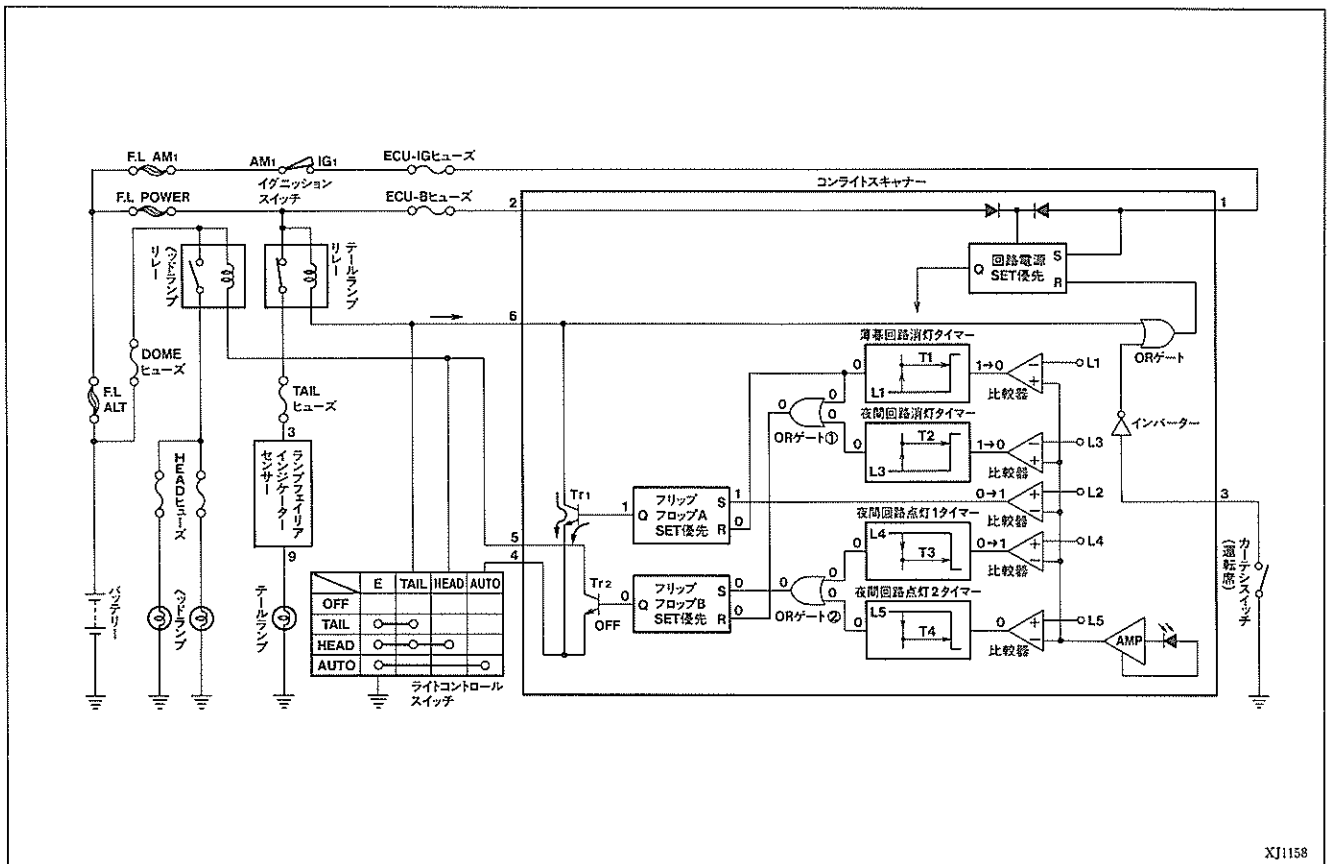 F.L AM1
AM1
IG1
イグニッション
スイッチ
ECU-IGヒューズ
F.L POWER
ECU-Bヒューズ
2
コンライトスキャナー
1
ヘッドランプ
リレー
テールランプ
リレー
Q
回路電源
SET優先
S
R
6
ORゲート
DOME
ヒューズ
F.L
ALT
TAIL
ヒューズ
3
ランプフェイリア
インジケーター
センサー
9
HEADヒューズ
バッテリー
ヘッドランプ
テールランプ
薄暮回路消灯タイマー
0
T1
L1
1→0
比較器
L1
0
0
0
ORゲート①
夜間回路消灯タイマー
0
T2
L3
1→0
比較器
L3
インバーター
3
カーテシスイッチ
(運転席)
Tr1
1
Q
フリップ
フロップA
SET優先
S
R
1
0
0→1
L2
比較器
夜間回路点灯1タイマー
0
L4
T3
0→1
L4
比較器
5
4
Tr2
OFF
0
Q
フリップ
フロップB
SET優先
S
R
0
0
0
0
0
ORゲート②
夜間回路点灯2タイマー
0
L5
T4
0
L5
比較器
AMP
E TAIL HEAD AUTO
OFF
TAIL
HEAD
AUTO
ライトコントロール
スイッチ
XJ1158